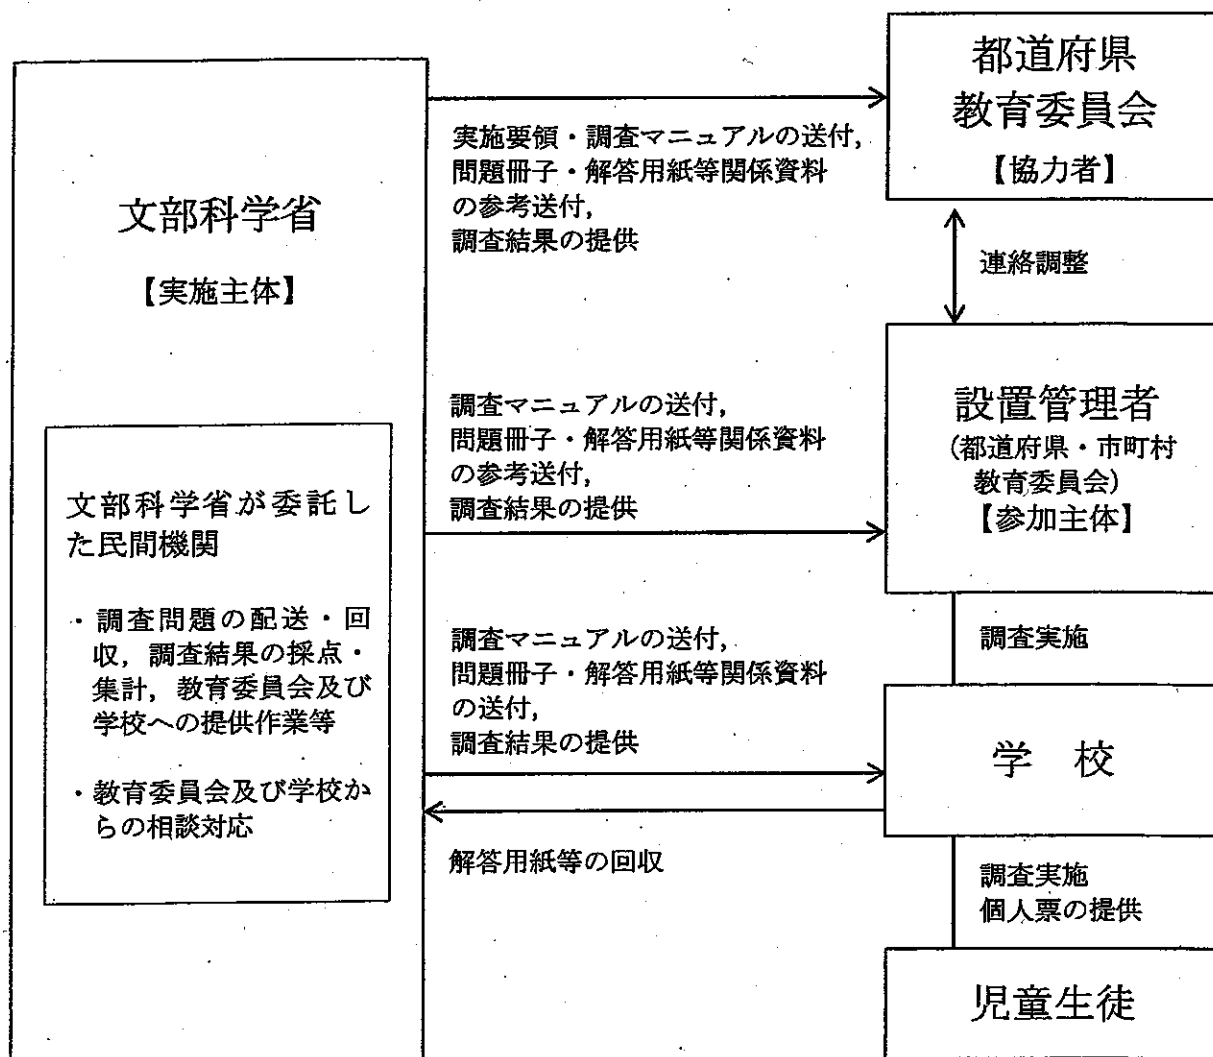 文部科学省
【実施主体】
文部科学省が委託し
た民間機関
・調査問題の配送・回
収，調査結果の採点・
集計，教育委員会及び
学校への提供作業等
・教育委員会及び学校か
らの相談対応
実施要領・調査マニュアルの送付，
問題冊子・解答用紙等関係資料
の参考送付，
調査結果の提供
調査マニュアルの送付，
問題冊子・解答用紙等関係資料
の参考送付，
調査結果の提供
調査マニュアルの送付，
問題冊子・解答用紙等関係資料
の送付，
調査結果の提供
解答用紙等の回収
都道府県
教育委員会
【協力者】
連絡調整
設置管理者
（都道府県・市町村
教育委員会）
【参加主体】
調査実施
学　校
調査実施
個人票の提供
児童生徒